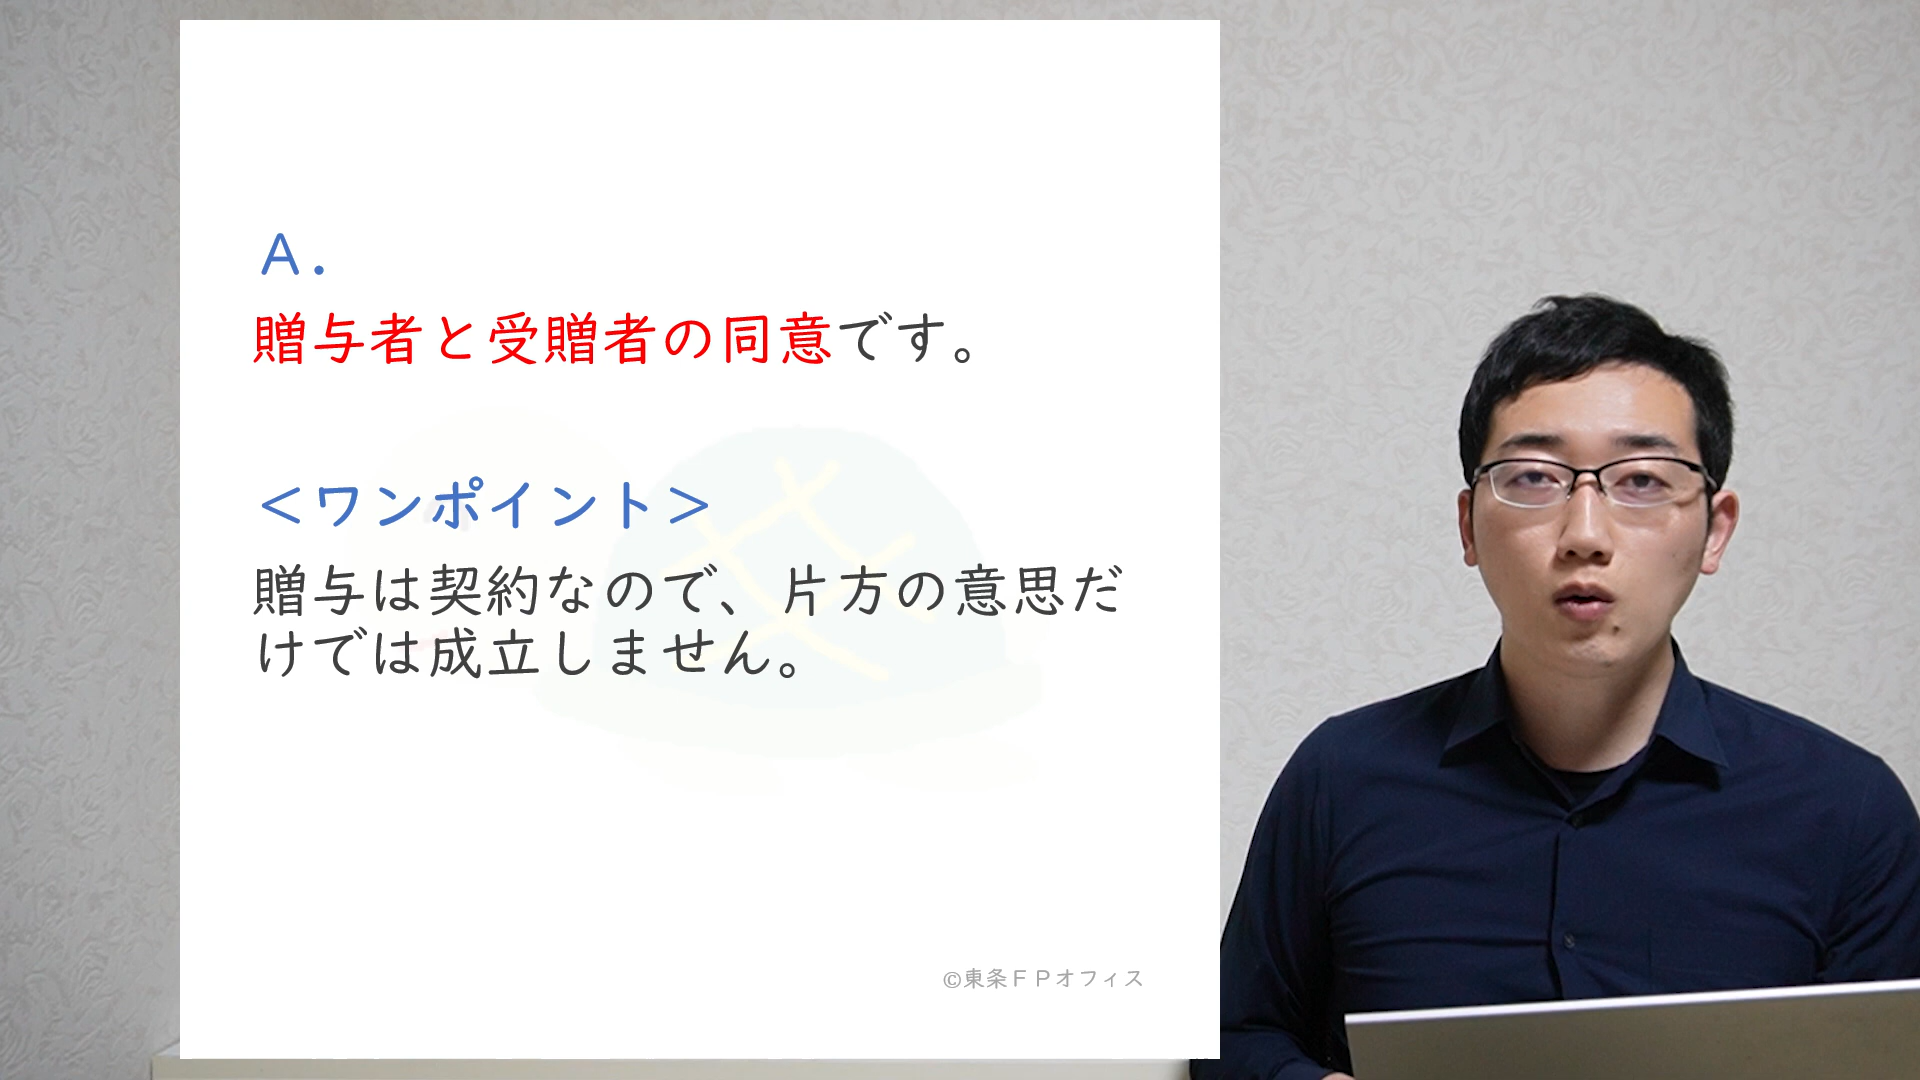 Ａ．
贈与者と受贈者の同意です。
＜ワンポイント＞
贈与は契約なので、片方の意思だ
けでは成立しません。
©東条ＦＰオフィス